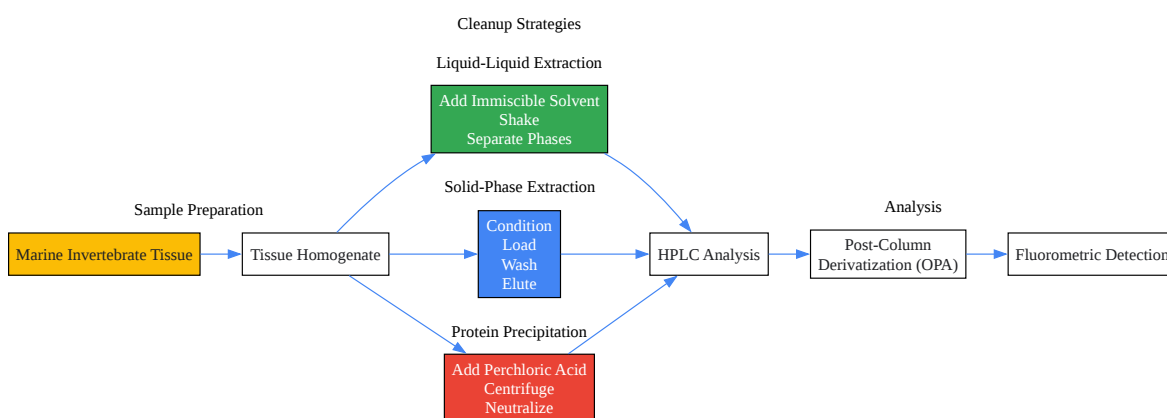 Cleanup Strategies
Liquid-Liquid Extraction
Add Immiscible Solvent
Shake
Separate Phases
Sample Preparation
Marine Invertebrate Tissue
Tissue Homogenate
Solid-Phase Extraction
Condition
Load
Wash
Elute
Protein Precipitation
Add Perchloric Acid
Centrifuge
Neutralize
HPLC Analysis
Analysis
Post-Column
Derivatization (OPA)
Fluorometric Detection